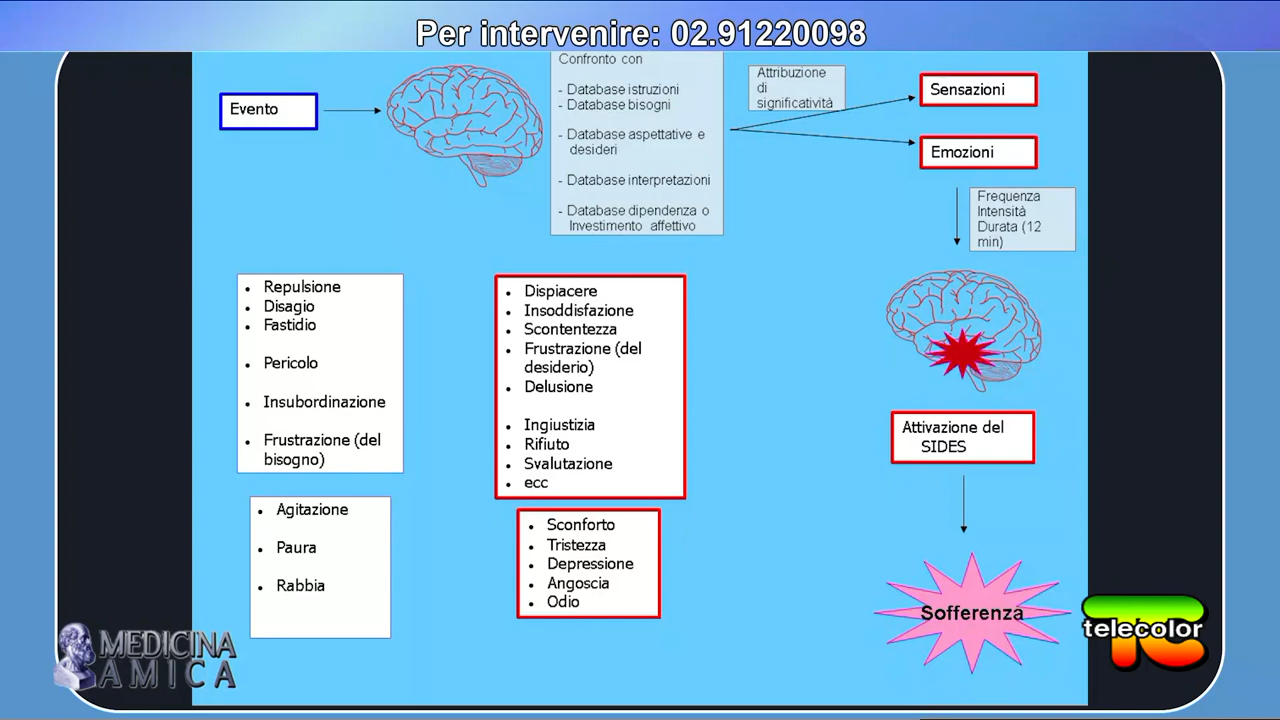 Per intervenire: 02.91220098
Evento
Confronto con
- Database istruzioni
- Database bisogni
- Database aspettative e
desideri
- Database interpretazioni
- Database dipendenza o
Investimento affettivo
Attribuzione
di
significatività
Sensazioni
Emozioni
Frequenza
Intensità
Durata (12
min)
• Repulsione
• Disagio
• Fastidio
• Pericolo
• Insubordinazione
• Frustrazione (del
bisogno)
• Agitazione
• Paura
• Rabbia
• Dispiacere
• Insoddisfazione
• Scontentezza
• Frustrazione (del
desiderio)
• Delusione
• Ingiustizia
• Rifiuto
• Svalutazione
• ecc
• Sconforto
• Tristezza
• Depressione
• Angoscia
• Odio
Attivazione del
SIDES
Sofferenza
MEDICINA
AMICA
telecolor